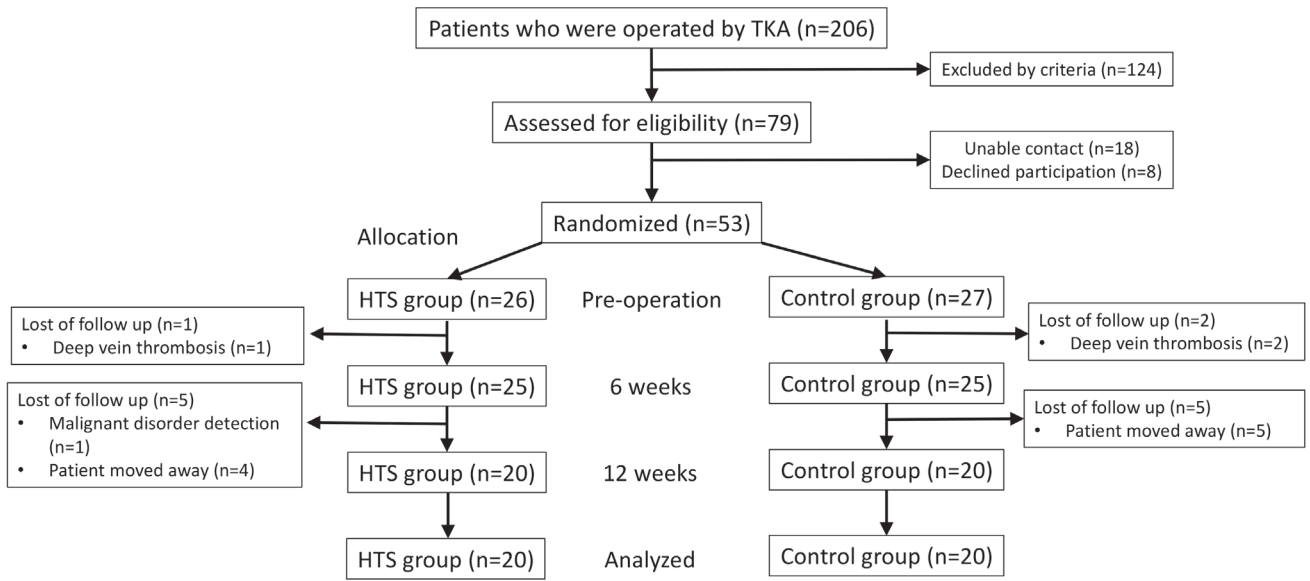 Patients who were operated by TKA (n=206)
Excluded by criteria (n=124)
Assessed for eligibility (n=79)
Unable contact (n=18)
Declined participation (n=8)
Randomized (n=53)
Allocation
HTS group (n=26)
Pre-operation
Control group (n=27)
Lost of follow up (n=1)
• Deep vein thrombosis (n=1)
Lost of follow up (n=2)
• Deep vein thrombosis (n=2)
HTS group (n=25)
6 weeks
Control group (n=25)
Lost of follow up (n=5)
• Malignant disorder detection
(n=1)
• Patient moved away (n=4)
Lost of follow up (n=5)
• Patient moved away (n=5)
HTS group (n=20)
12 weeks
Control group (n=20)
HTS group (n=20)
Analyzed
Control group (n=20)